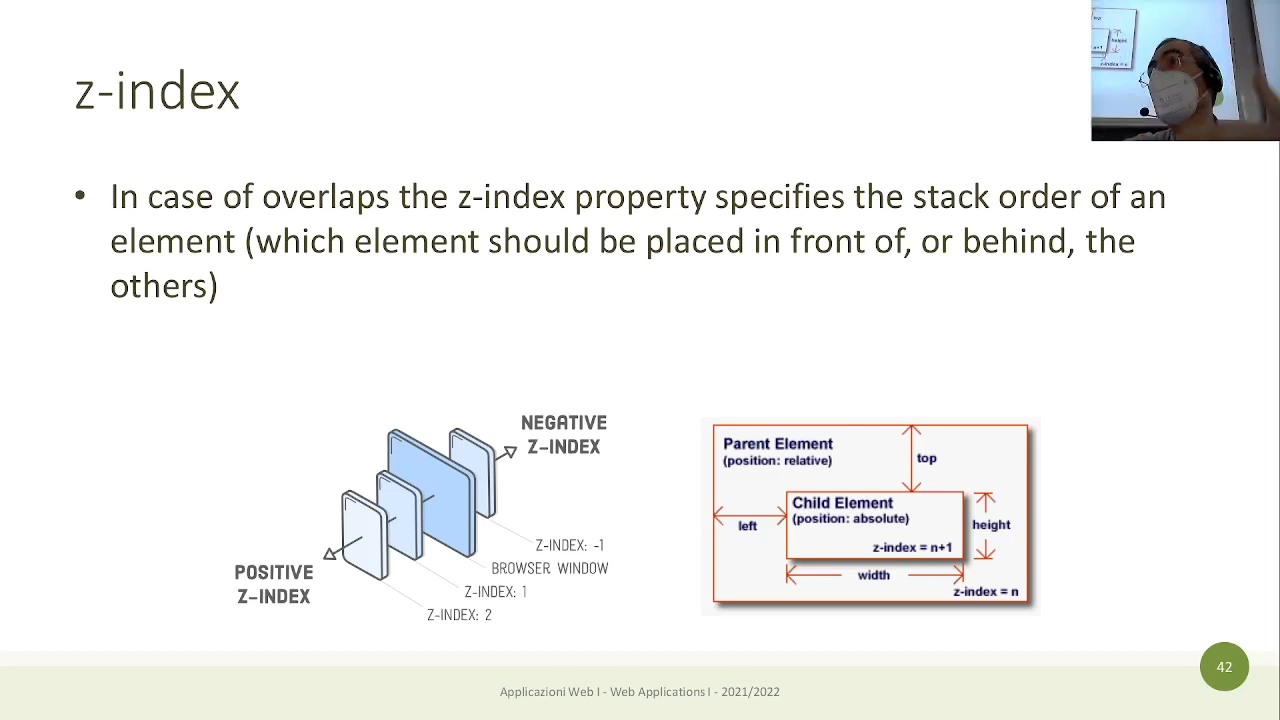 z-index
• In case of overlaps the z-index property specifies the stack order of an
element (which element should be placed in front of, or behind, the
others)
NEGATIVE
Z-INDEX
Z-INDEX: -1
BROWSER WINDOW
Z-INDEX: 1
Z-INDEX: 2
POSITIVE
Z-INDEX
Parent Element
(position: relative)
top
Child Element
(position: absolute)
left
height
z-index = n+1
width
z-index = n
height
n+1
z-index = n
42
Applicazioni Web I - Web Applications I - 2021/2022